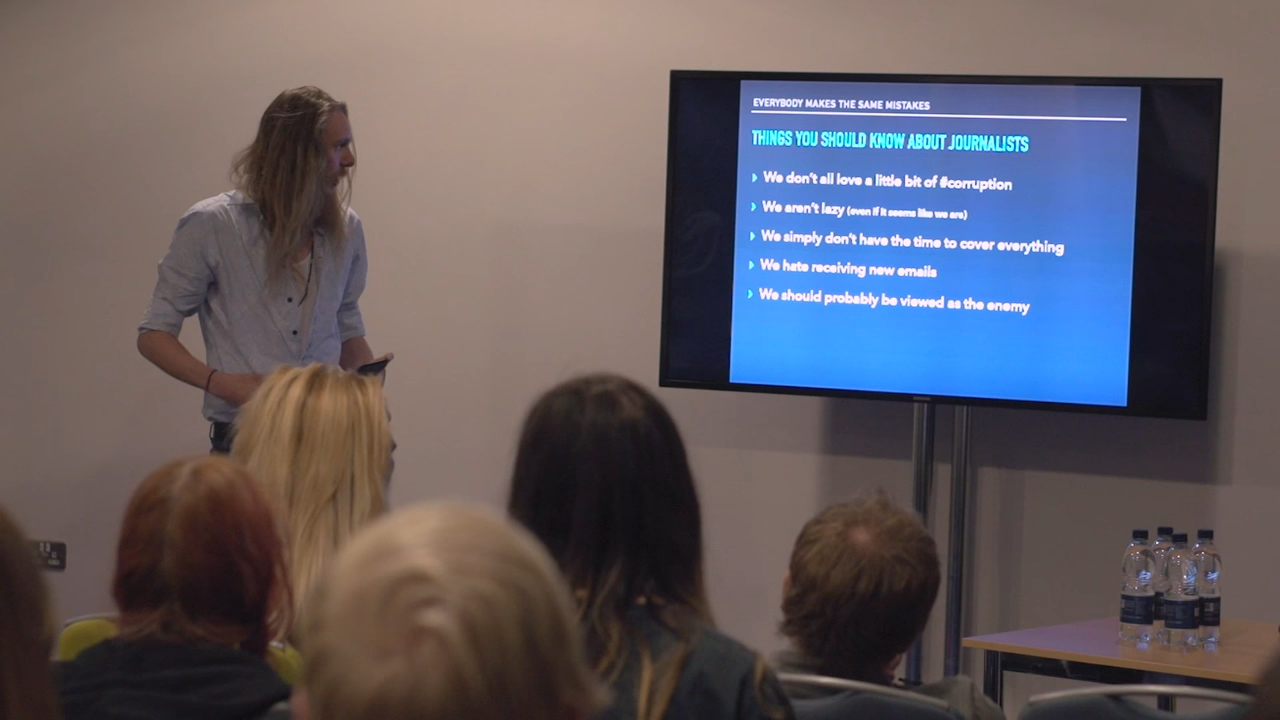 EVERYBODY MAKES THE SAME MISTAKES
THINGS YOU SHOULD KNOW ABOUT JOURNALISTS
We don't all love a little bit of #corruption
We aren't lazy (even if it seems like we are)
We simply don't have the time to cover everything
We hate receiving new emails
We should probably be viewed as the enemy